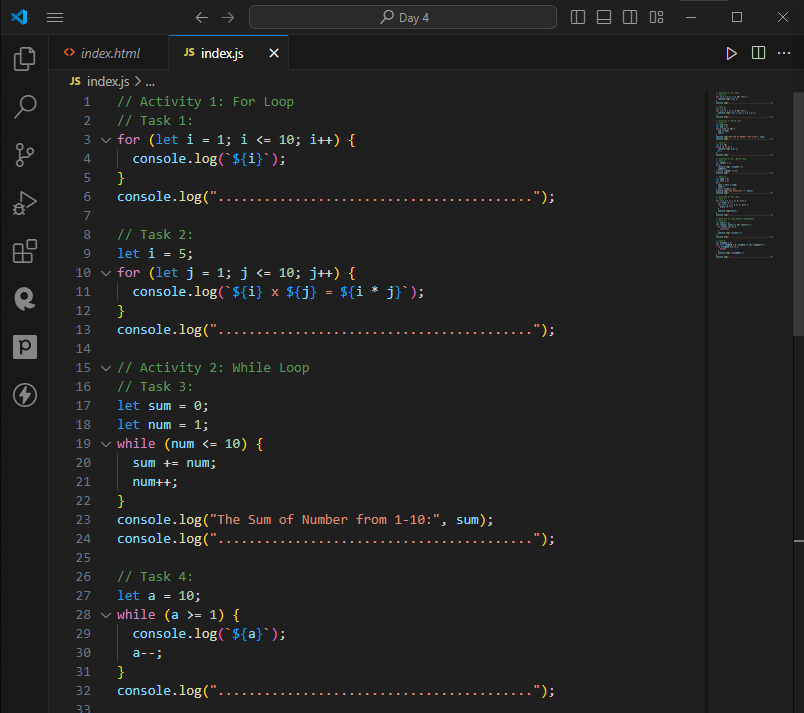 Day 4
index.html
JS index.js
JS index.js > ...
1 // Activity 1: For Loop
2 // Task 1:
3 for (let i = 1; i <= 10; i++) {
4 console.log(`${i}`);
5 }
6 console.log(".........................................");
7
8 // Task 2:
9 let i = 5;
10 for (let j = 1; j <= 10; j++) {
11 console.log(`${i} x ${j} = ${i * j}`);
12 }
13 console.log(".........................................");
14
15 // Activity 2: While Loop
16 // Task 3:
17 let sum = 0;
18 let num = 1;
19 while (num <= 10) {
20 sum += num;
21 num++;
22 }
23 console.log("The Sum of Number from 1-10:", sum);
24 console.log(".........................................");
25
26 // Task 4:
27 let a = 10;
28 while (a >= 1) {
29 console.log(`${a}`);
30 a--;
31 }
32 console.log(".........................................");
33